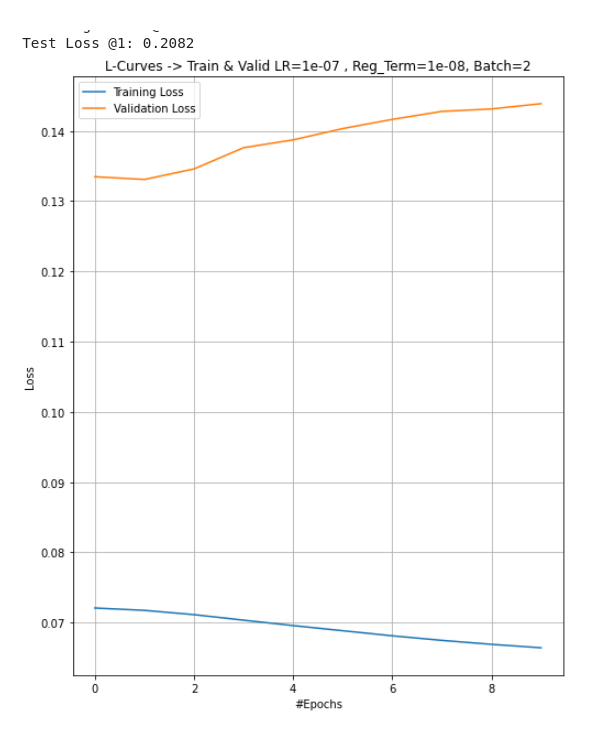 Test Loss @1: 0.2082
L-Curves -> Train & Valid LR=1e-07 , Reg_Term=1e-08, Batch=2
Training Loss
Validation Loss
0.14
0.13
0.12
0.11
0.10
0.09
0.08
0.07
Loss
0 2 4 6 8
#Epochs